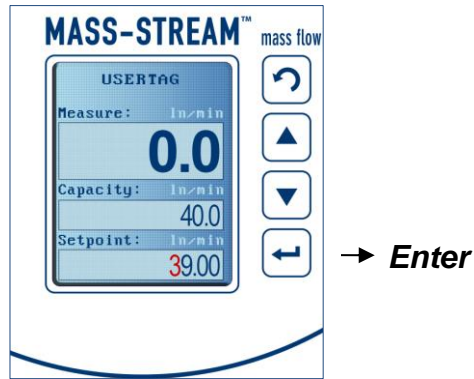 MASS-STREAM™ mass flow
USERTAG
Measure: ln/min
0.0
Capacity: ln/min
40.0
Setpoint: ln/min
39.00
Enter